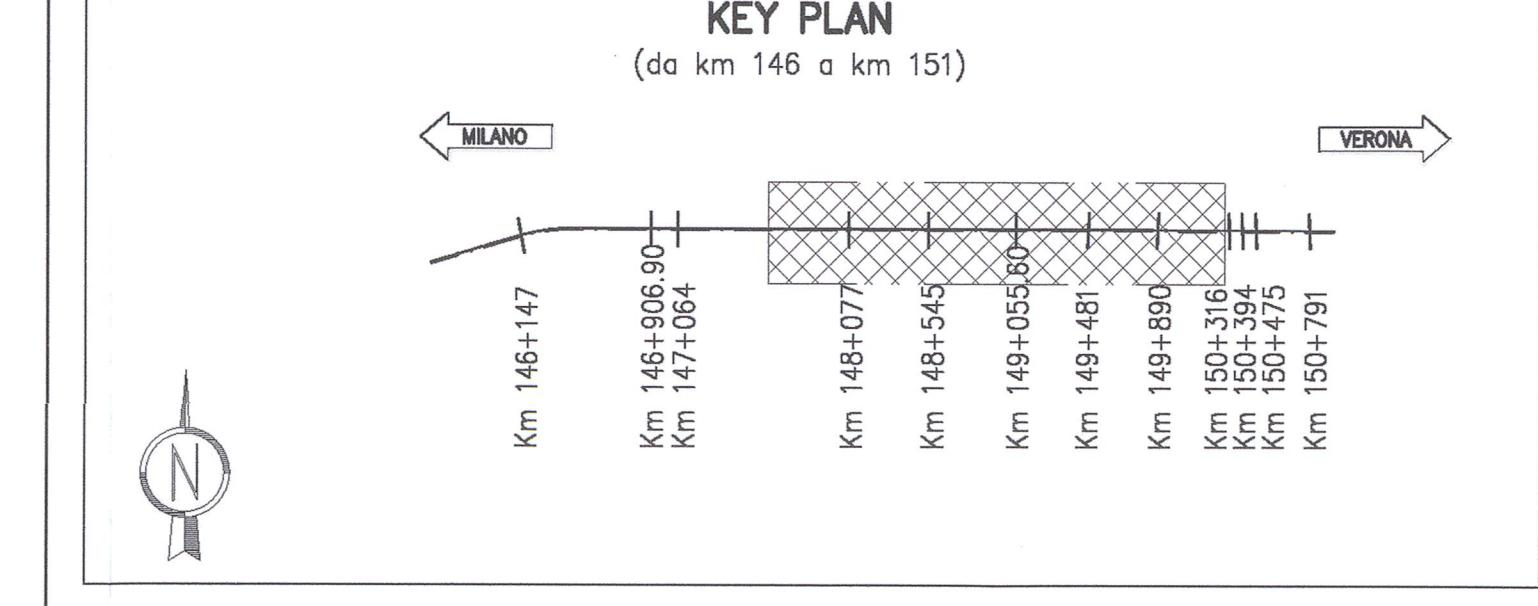 KEY PLAN
(da km 146 a km 151)
MILANO
VERONA
Km 146+147
Km 146+906.90
Km 147+064
Km 148+077
Km 148+545
Km 149+055.80
Km 149+481
Km 149+890
Km 150+316
Km 150+394
Km 150+475
Km 150+791
N